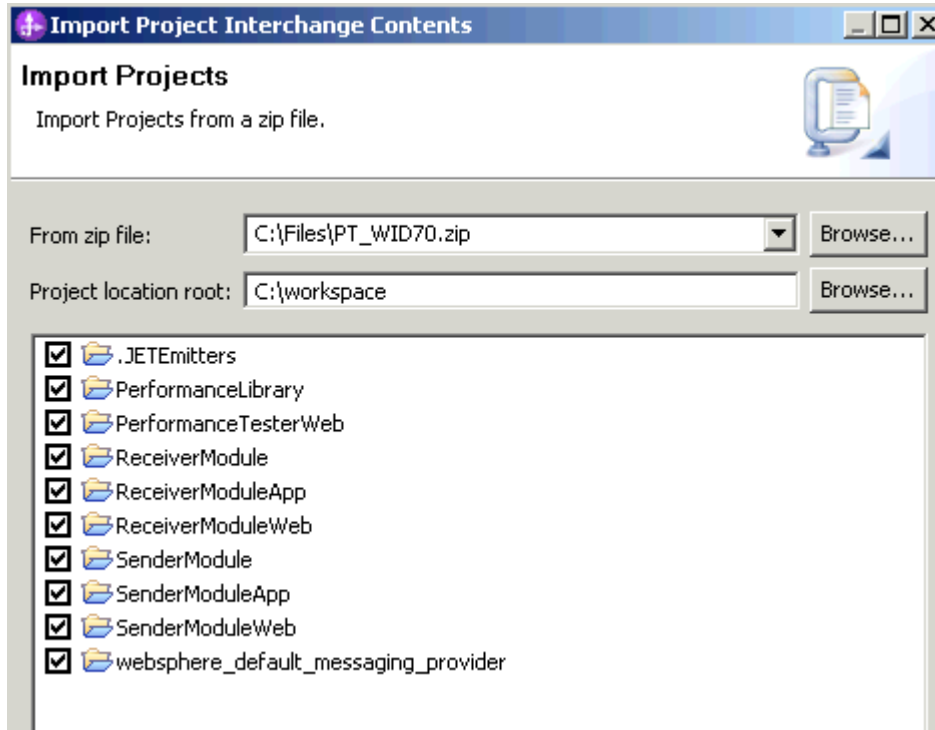 Import Project Interchange Contents
Import Projects
Import Projects from a zip file.
From zip file: C:\Files\PT_WID70.zip Browse...
Project location root: C:\workspace Browse...
.JETEmitters
PerformanceLibrary
PerformanceTesterWeb
ReceiverModule
ReceiverModuleApp
ReceiverModuleWeb
SenderModule
SenderModuleApp
SenderModuleWeb
websphere_default_messaging_provider